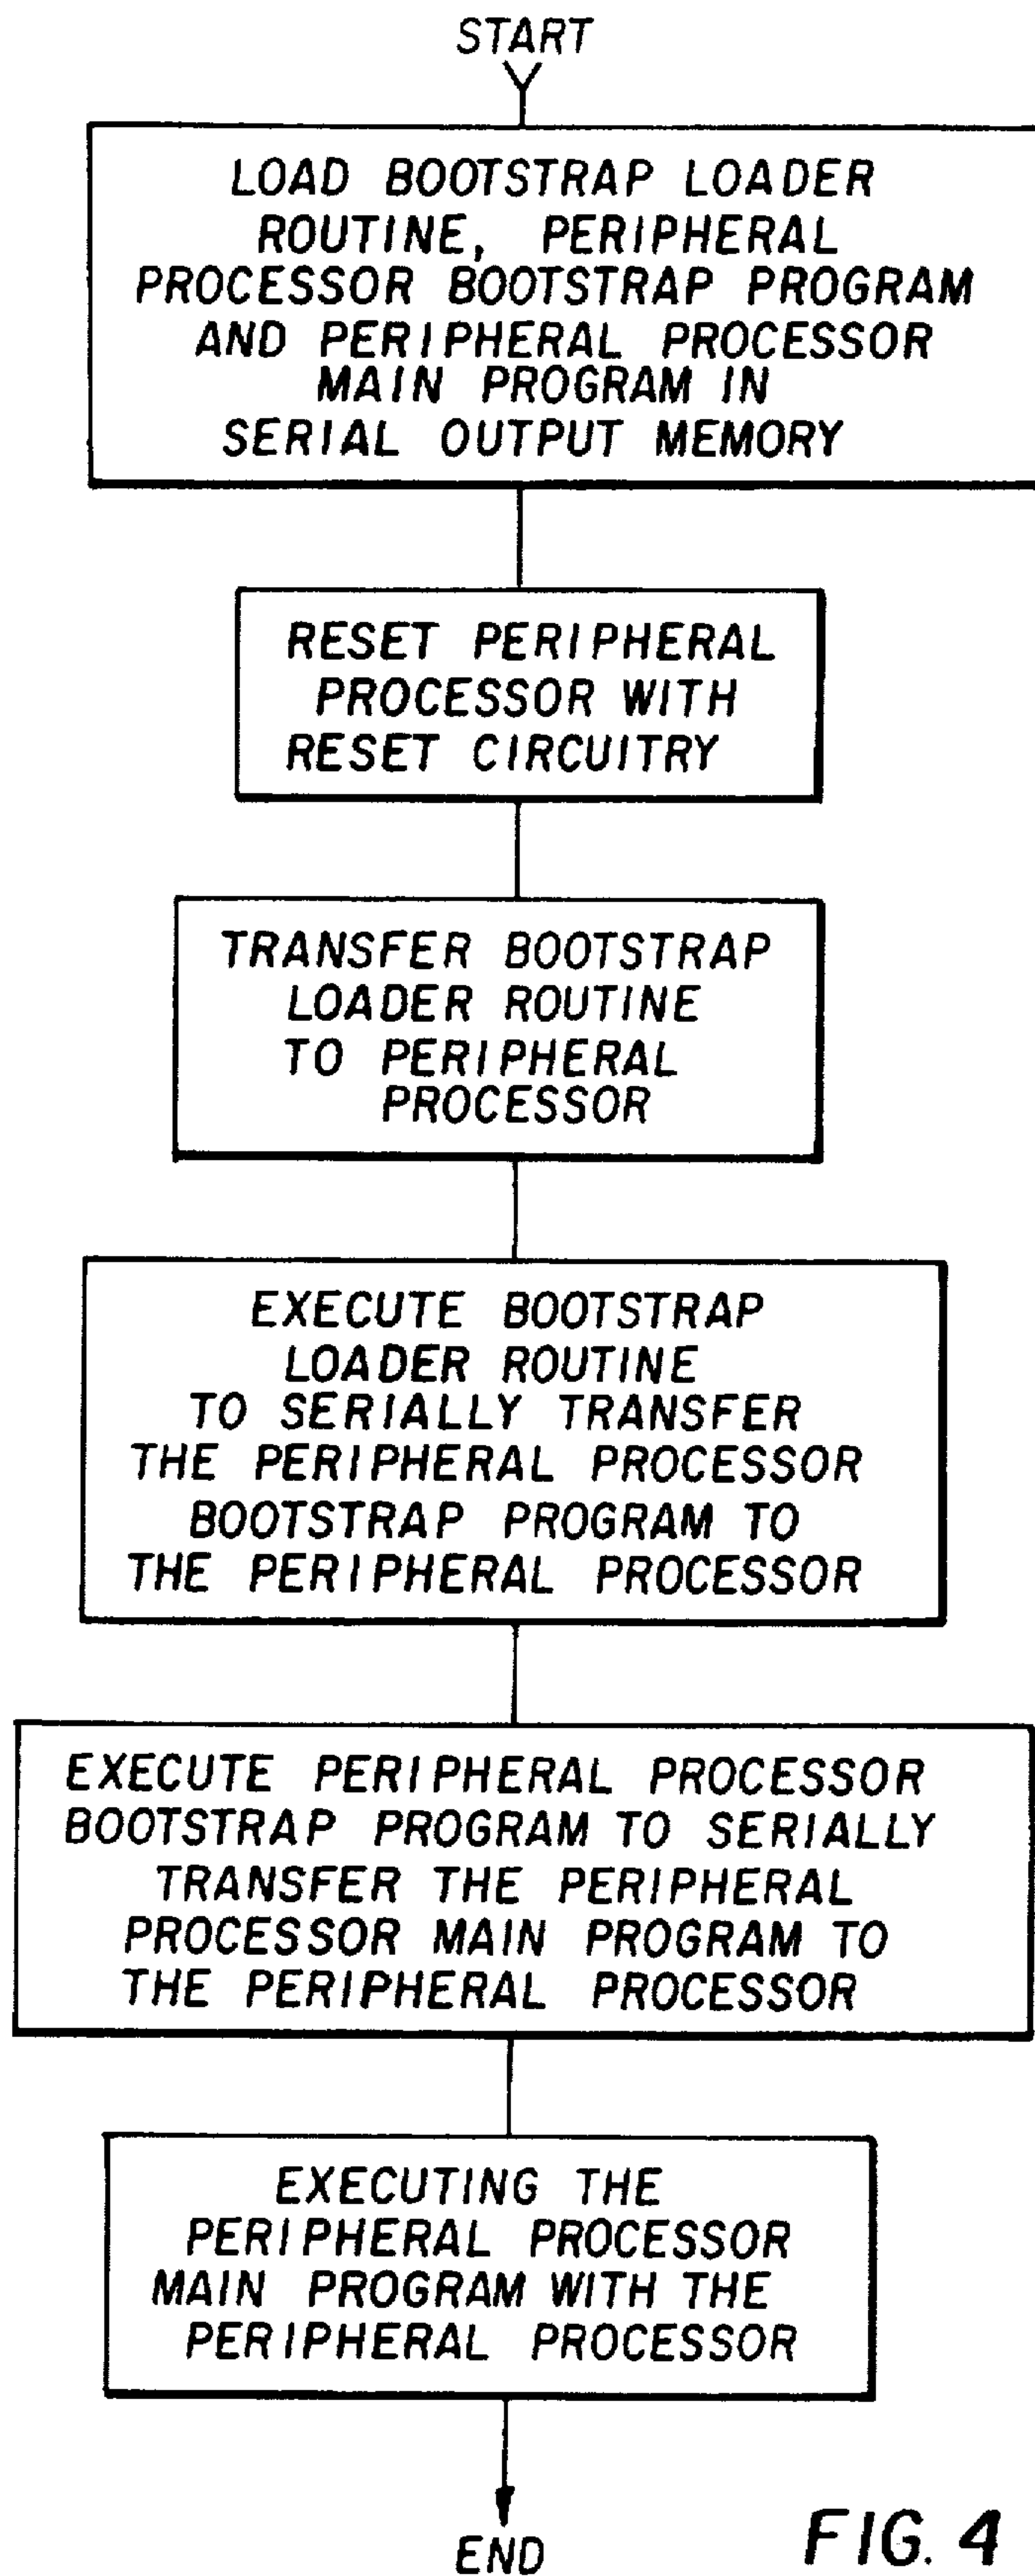 START
LOAD BOOTSTRAP LOADER
ROUTINE, PERIPHERAL
PROCESSOR BOOTSTRAP PROGRAM
AND PERIPHERAL PROCESSOR
MAIN PROGRAM IN
SERIAL OUTPUT MEMORY
RESET PERIPHERAL
PROCESSOR WITH
RESET CIRCUITRY
TRANSFER BOOTSTRAP
LOADER ROUTINE
TO PERIPHERAL
PROCESSOR
EXECUTE BOOTSTRAP
LOADER ROUTINE
TO SERIALLY TRANSFER
THE PERIPHERAL PROCESSOR
BOOTSTRAP PROGRAM TO
THE PERIPHERAL PROCESSOR
EXECUTE PERIPHERAL PROCESSOR
BOOTSTRAP PROGRAM TO SERIALLY
TRANSFER THE PERIPHERAL
PROCESSOR MAIN PROGRAM TO
THE PERIPHERAL PROCESSOR
EXECUTING THE
PERIPHERAL PROCESSOR
MAIN PROGRAM WITH THE
PERIPHERAL PROCESSOR
END
FIG. 4